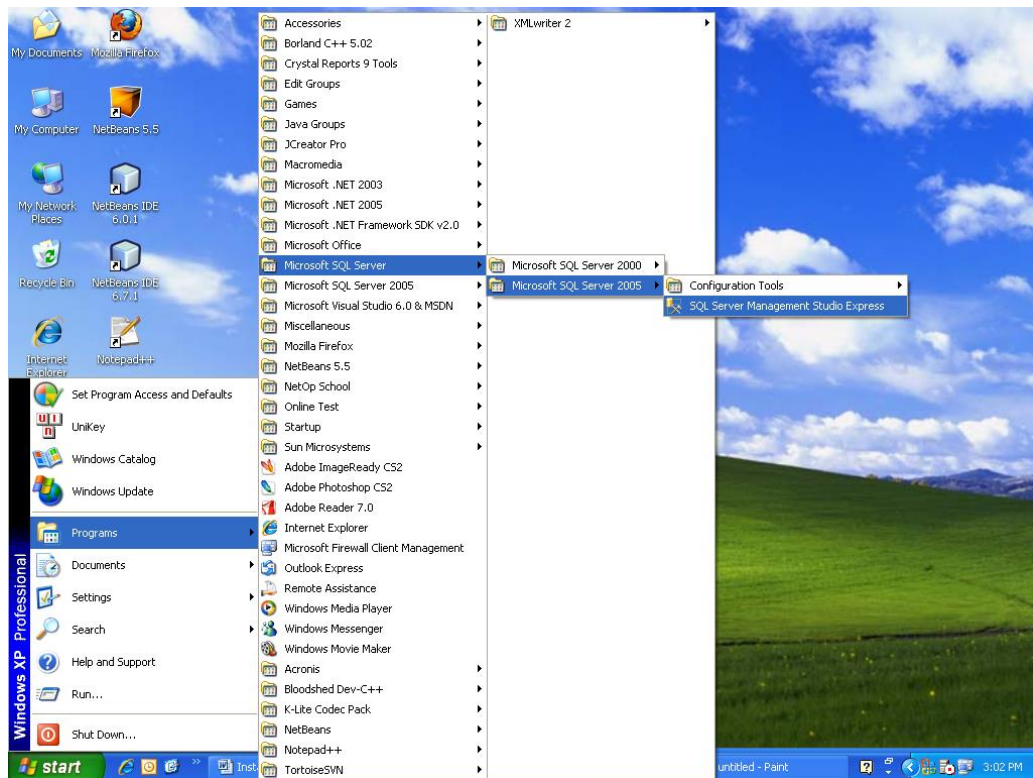 My Documents
Mozilla Firefox
My Computer
NetBeans 5.5
My Network
Places
NetBeans IDE
6.0.1
Recycle Bin
NetBeans IDE
6.7.1
Internet
Explorer
Notepad++
Set Program Access and Defaults
UniKey
Windows Catalog
Windows Update
Programs
Documents
Settings
Search
Help and Support
Run...
Shut Down...
Windows XP Professional
Accessories
Borland C++ 5.02
Crystal Reports 9 Tools
Edit Groups
Games
Java Groups
JCreator Pro
Macromedia
Microsoft .NET 2003
Microsoft .NET 2005
Microsoft .NET Framework SDK v2.0
Microsoft Office
Microsoft SQL Server
Microsoft SQL Server 2005
Microsoft Visual Studio 6.0 & MSDN
Miscellaneous
Mozilla Firefox
NetBeans 5.5
NetOp School
Online Test
Startup
Sun Microsystems
Adobe ImageReady CS2
Adobe Photoshop CS2
Adobe Reader 7.0
Internet Explorer
Microsoft Firewall Client Management
Outlook Express
Remote Assistance
Windows Media Player
Windows Messenger
Windows Movie Maker
Acronis
Bloodshed Dev-C++
K-Lite Codec Pack
NetBeans
Notepad++
TortoiseSVN
XMLwriter 2
Microsoft SQL Server 2000
Microsoft SQL Server 2005
Configuration Tools
SQL Server Management Studio Express
start
Inst
untitled - Paint
3:02 PM